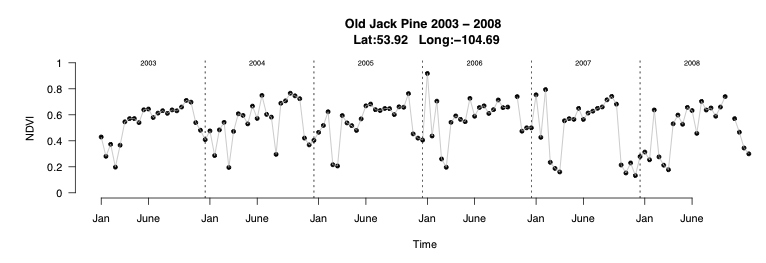 Old Jack Pine 2003 − 2008
Lat:53.92 Long:−104.69
2003 2004 2005 2006 2007 2008
1
0.8
0.6
0.4
0.2
0
NDVI
Jan June Jan June Jan June Jan June Jan June Jan June
Time